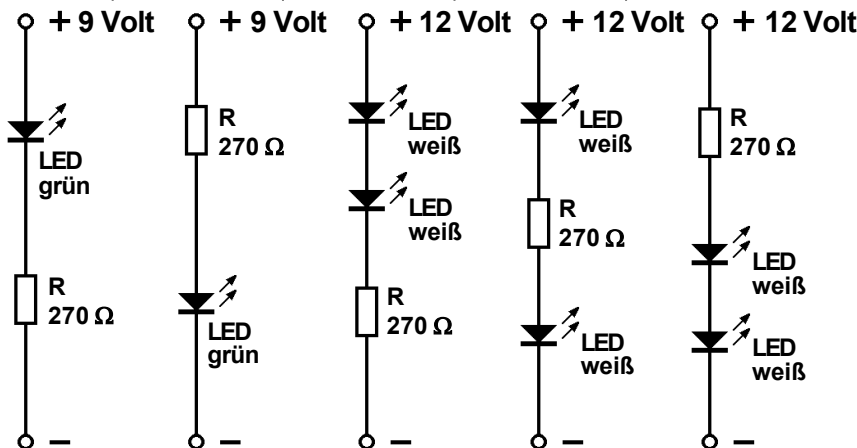 + 9 Volt
LED
grün
R
270 Ω
–
+ 9 Volt
R
270 Ω
LED
grün
–
+ 12 Volt
LED
weiß
LED
weiß
R
270 Ω
–
+ 12 Volt
LED
weiß
R
270 Ω
LED
weiß
–
+ 12 Volt
R
270 Ω
LED
weiß
LED
weiß
–